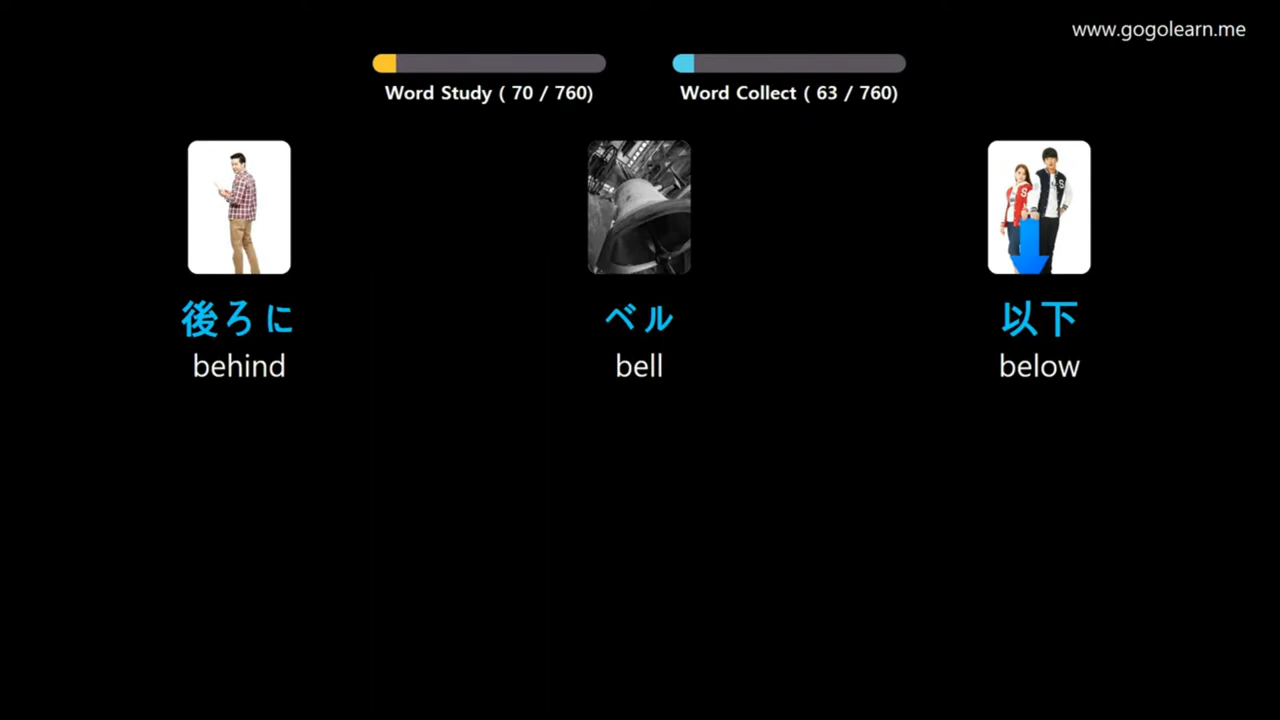 www.gogolearn.me
Word Study ( 70 / 760)
Word Collect ( 63 / 760)
後ろに
behind
ベル
bell
以下
below